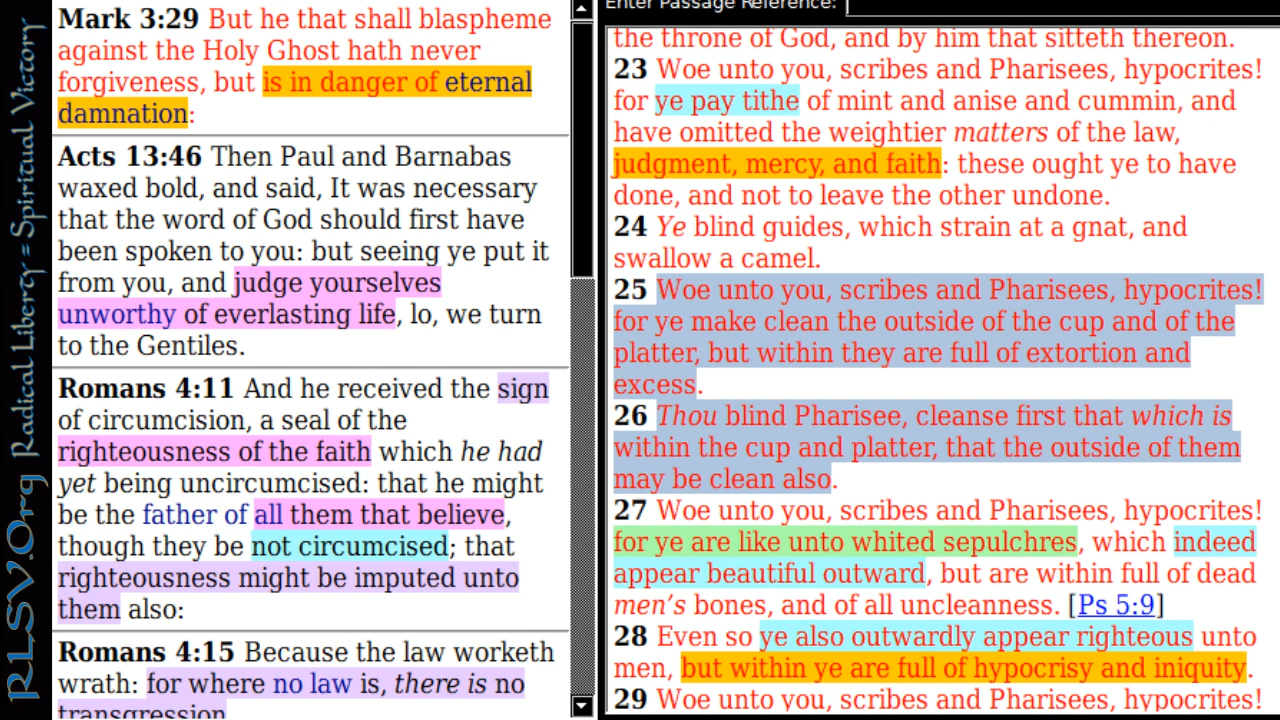 RLSV.Org Radical Liberty = Spiritual Victory
Mark 3:29 But he that shall blaspheme
against the Holy Ghost hath never
forgiveness, but is in danger of eternal
damnation:
Acts 13:46 Then Paul and Barnabas
waxed bold, and said, It was necessary
that the word of God should first have
been spoken to you: but seeing ye put it
from you, and judge yourselves
unworthy of everlasting life, lo, we turn
to the Gentiles.
Romans 4:11 And he received the sign
of circumcision, a seal of the
righteousness of the faith which he had
yet being uncircumcised: that he might
be the father of all them that believe,
though they be not circumcised; that
righteousness might be imputed unto
them also:
Romans 4:15 Because the law worketh
wrath: for where no law is, there is no
transgression
Enter Passage Reference:
the throne of God, and by him that sitteth thereon.
23 Woe unto you, scribes and Pharisees, hypocrites!
for ye pay tithe of mint and anise and cummin, and
have omitted the weightier matters of the law,
judgment, mercy, and faith: these ought ye to have
done, and not to leave the other undone.
24 Ye blind guides, which strain at a gnat, and
swallow a camel.
25 Woe unto you, scribes and Pharisees, hypocrites!
for ye make clean the outside of the cup and of the
platter, but within they are full of extortion and
excess.
26 Thou blind Pharisee, cleanse first that which is
within the cup and platter, that the outside of them
may be clean also.
27 Woe unto you, scribes and Pharisees, hypocrites!
for ye are like unto whited sepulchres, which indeed
appear beautiful outward, but are within full of dead
men's bones, and of all uncleanness. [Ps 5:9]
28 Even so ye also outwardly appear righteous unto
men, but within ye are full of hypocrisy and iniquity.
29 Woe unto you, scribes and Pharisees, hypocrites!